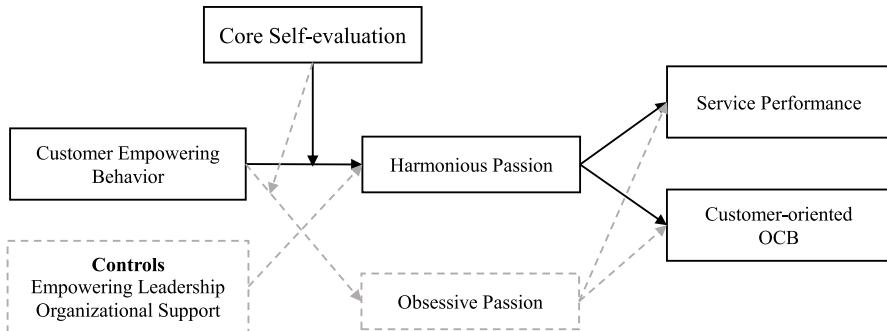 Core Self-evaluation
Service Performance
Customer Empowering
Behavior
Harmonious Passion
Customer-oriented
OCB
Controls
Empowering Leadership
Organizational Support
Obsessive Passion